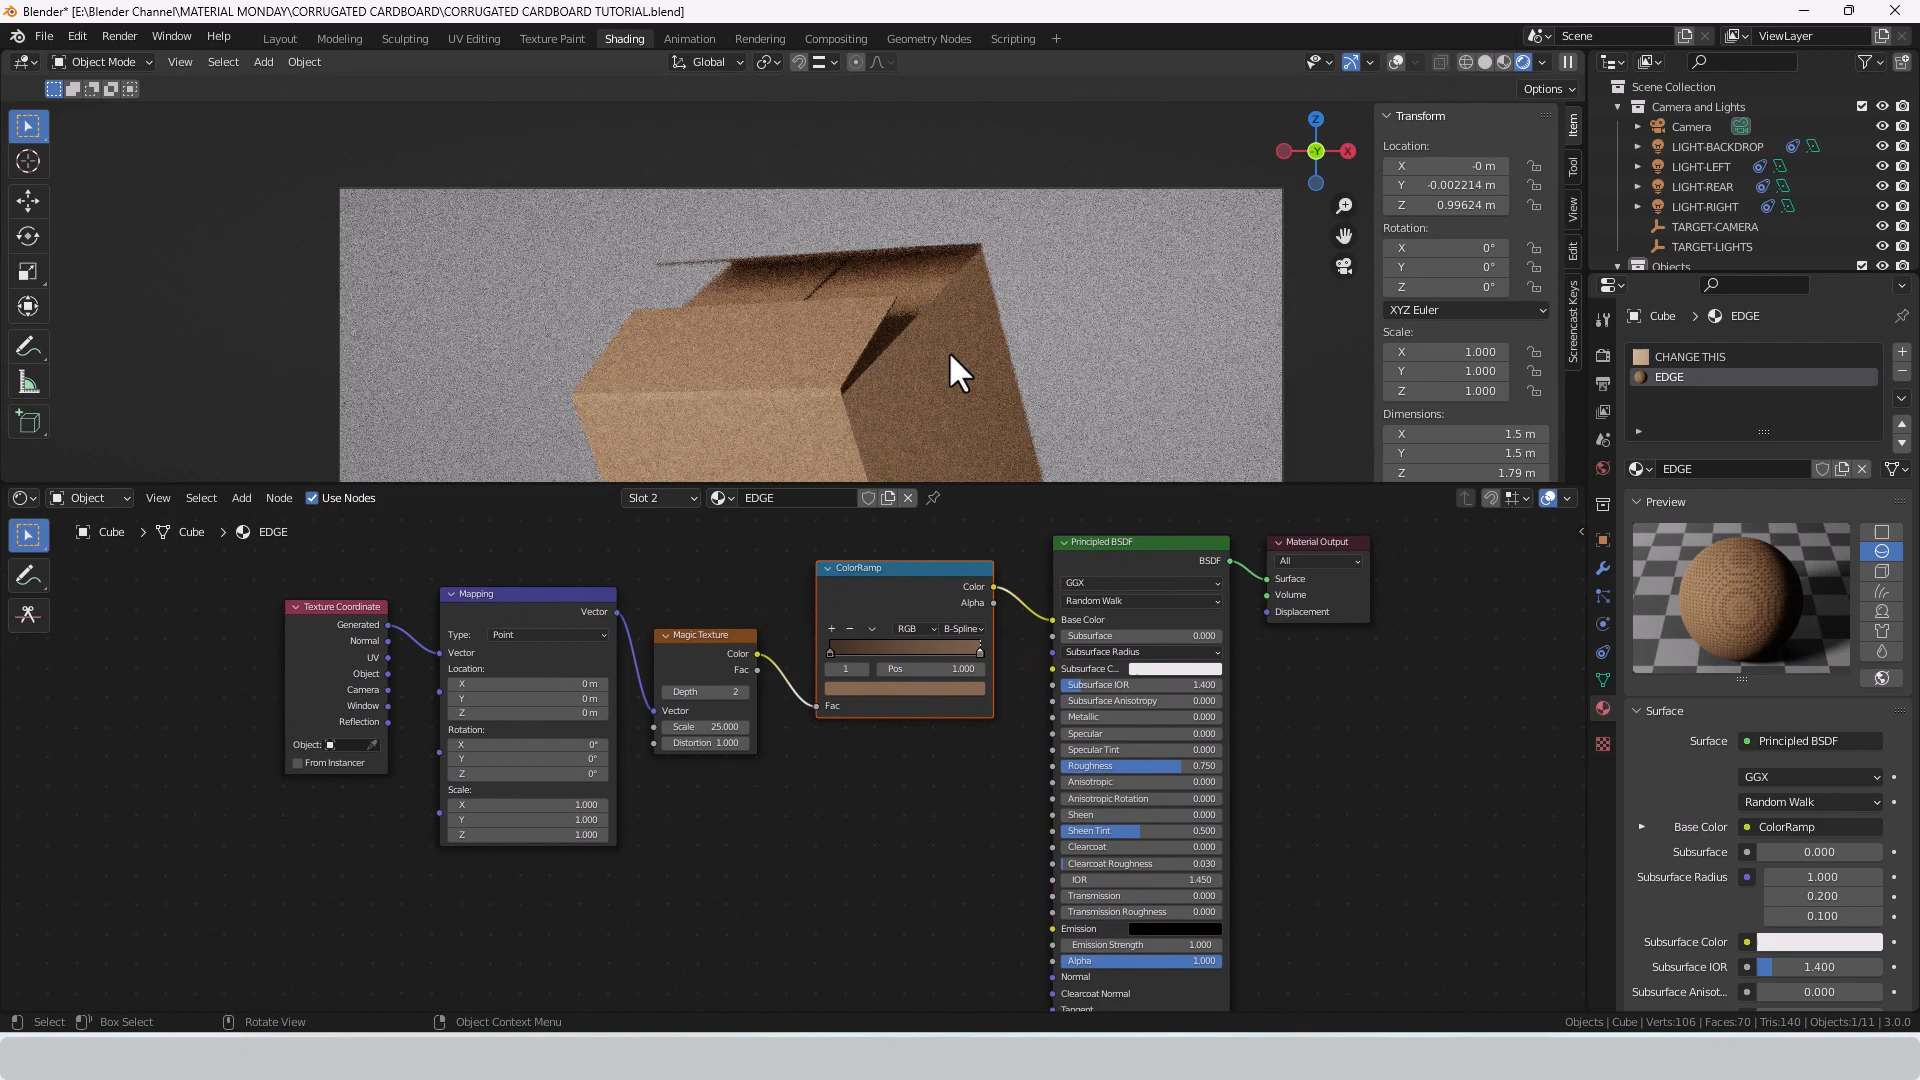 Blender* [E:\Blender Channel\MATERIAL MONDAY\CORRUGATED CARDBOARD\CORRUGATED CARDBOARD TUTORIAL.blend]
File Edit Render Window Help
Layout Modeling Sculpting UV Editing Texture Paint Shading Animation Rendering Compositing Geometry Nodes Scripting +
Scene
ViewLayer
Object Mode View Select Add Object
Global
Options
Z
-Y
X
Transform
Location:
X -0 m
Y -0.002214 m
Z 0.99624 m
Rotation:
X 0°
Y 0°
Z 0°
XYZ Euler
Scale:
X 1.000
Y 1.000
Z 1.000
Dimensions:
X 1.5 m
Y 1.5 m
Z 1.79 m
Item
Tool
View
Edit
Screencast Keys
Scene Collection
Camera and Lights
Camera
LIGHT-BACKDROP
LIGHT-LEFT
LIGHT-REAR
LIGHT-RIGHT
TARGET-CAMERA
TARGET-LIGHTS
Objects
Cube > EDGE
CHANGE THIS
EDGE
EDGE
Preview
Surface
Surface Principled BSDF
GGX
Random Walk
Base Color ColorRamp
Subsurface 0.000
Subsurface Radius 1.000
0.200
0.100
Subsurface Color
Subsurface IOR 1.400
Subsurface Anisot... 0.000
Object View Select Add Node Use Nodes
Slot 2
EDGE
Cube > Cube > EDGE
Texture Coordinate
Generated
Normal
UV
Object
Camera
Window
Reflection
Object:
From Instancer
Mapping
Vector
Type: Point
Vector
Location:
X 0 m
Y 0 m
Z 0 m
Rotation:
X 0°
Y 0°
Z 0°
Scale:
X 1.000
Y 1.000
Z 1.000
Magic Texture
Color
Fac
Depth 2
Vector
Scale 25.000
Distortion 1.000
ColorRamp
Color
Alpha
+ − RGB B-Spline
1 Pos 1.000
Fac
Principled BSDF
BSDF
GGX
Random Walk
Base Color
Subsurface 0.000
Subsurface Radius
Subsurface C...
Subsurface IOR 1.400
Subsurface Anisotropy 0.000
Metallic 0.000
Specular 0.000
Specular Tint 0.000
Roughness 0.750
Anisotropic 0.000
Anisotropic Rotation 0.000
Sheen 0.000
Sheen Tint 0.500
Clearcoat 0.000
Clearcoat Roughness 0.030
IOR 1.450
Transmission 0.000
Transmission Roughness 0.000
Emission
Emission Strength 1.000
Alpha 1.000
Normal
Clearcoat Normal
Tangent
Material Output
All
Surface
Volume
Displacement
Select Box Select Rotate View Object Context Menu
Objects | Cube | Verts:106 | Faces:70 | Tris:140 | Objects:1/11 | 3.0.0